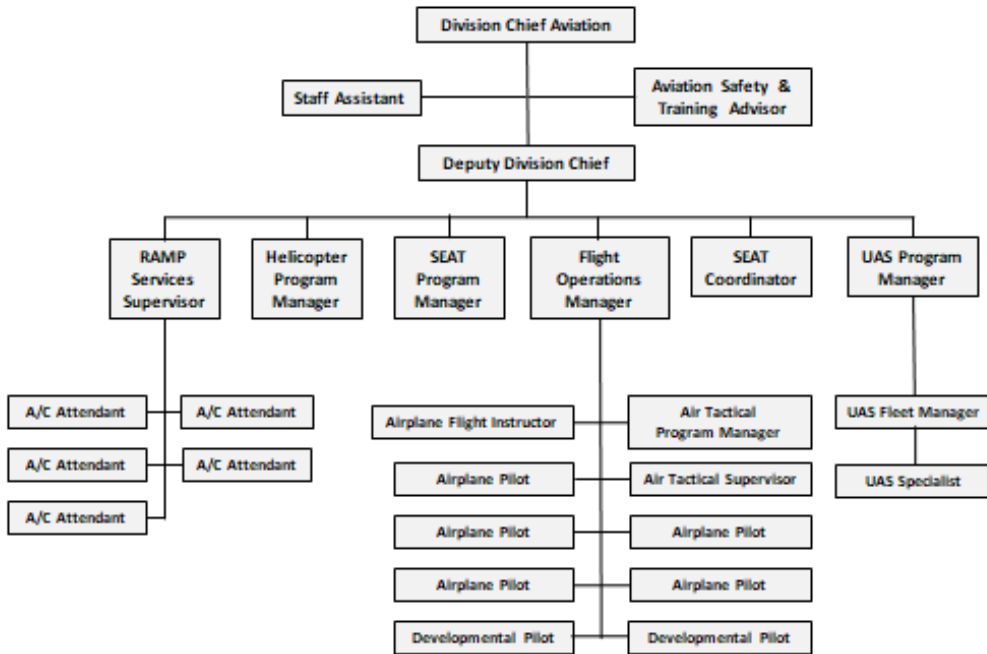 Division Chief Aviation
Staff Assistant
Aviation Safety &
Training Advisor
Deputy Division Chief
RAMP
Services
Supervisor
Helicopter
Program
Manager
SEAT
Program
Manager
Flight
Operations
Manager
SEAT
Coordinator
UAS Program
Manager
A/C Attendant
A/C Attendant
A/C Attendant
A/C Attendant
A/C Attendant
Airplane Flight Instructor
Air Tactical
Program Manager
Airplane Pilot
Air Tactical Supervisor
Airplane Pilot
Airplane Pilot
Airplane Pilot
Airplane Pilot
Developmental Pilot
Developmental Pilot
UAS Fleet Manager
UAS Specialist